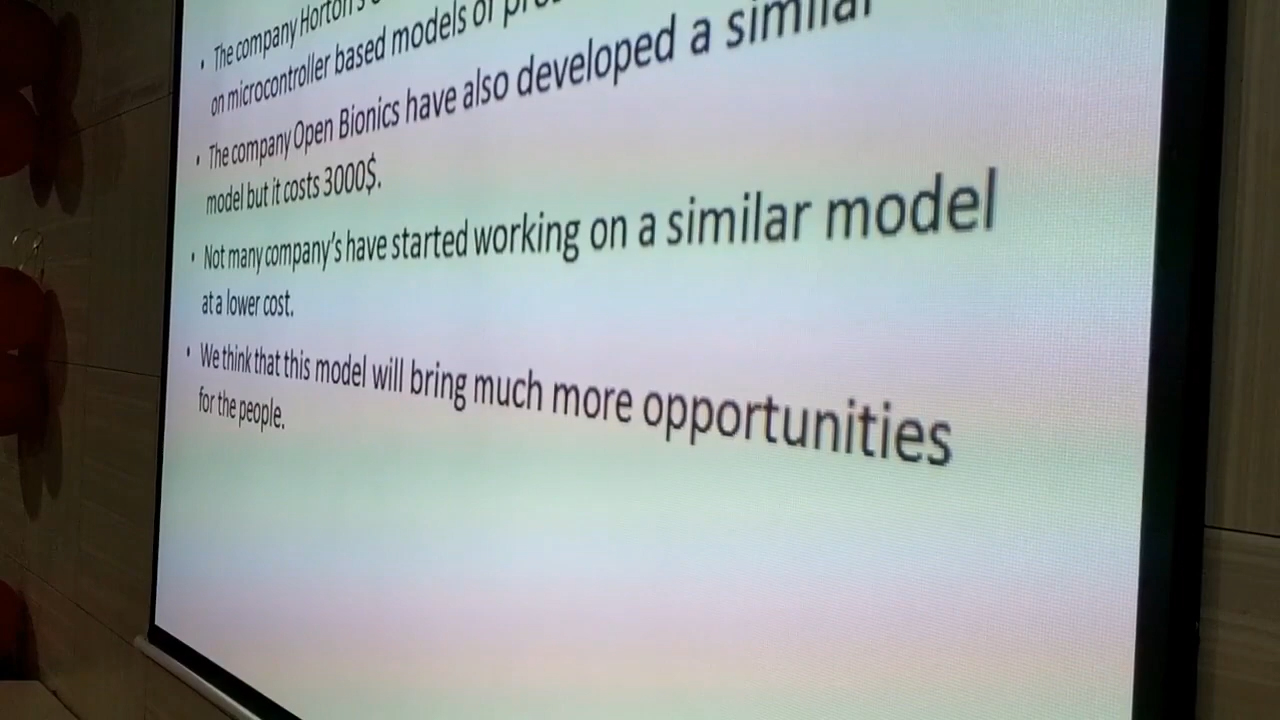 • The company Horton's
on microcontroller based models of
• The company Open Bionics have also developed a similar
model but it costs 3000$.
• Not many company's have started working on a similar model
at a lower cost.
• We think that this model will bring much more opportunities
for the people.